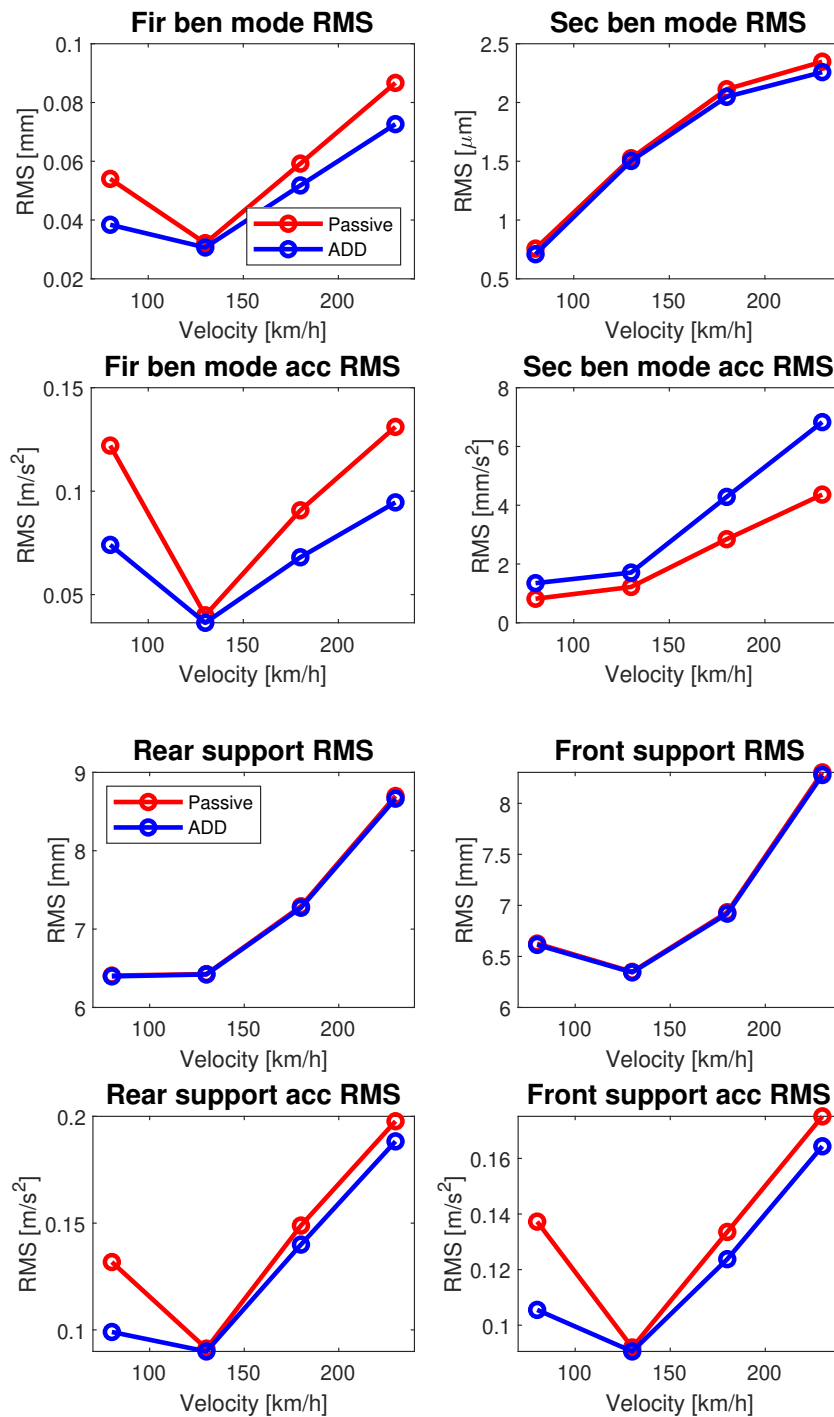 Fir ben mode RMS
0.1
0.08
0.06
0.04
0.02
RMS [mm]
Passive
ADD
100 150 200
Velocity [km/h]
Sec ben mode RMS
2.5
2
1.5
1
0.5
RMS [μm]
100 150 200
Velocity [km/h]
Fir ben mode acc RMS
0.15
0.1
0.05
RMS [m/s²]
100 150 200
Velocity [km/h]
Sec ben mode acc RMS
8
6
4
2
0
RMS [mm/s²]
100 150 200
Velocity [km/h]
Rear support RMS
9
8
7
6
RMS [mm]
Passive
ADD
100 150 200
Velocity [km/h]
Front support RMS
8
7.5
7
6.5
6
RMS [mm]
100 150 200
Velocity [km/h]
Rear support acc RMS
0.2
0.15
0.1
RMS [m/s²]
100 150 200
Velocity [km/h]
Front support acc RMS
0.16
0.14
0.12
0.1
RMS [m/s²]
100 150 200
Velocity [km/h]